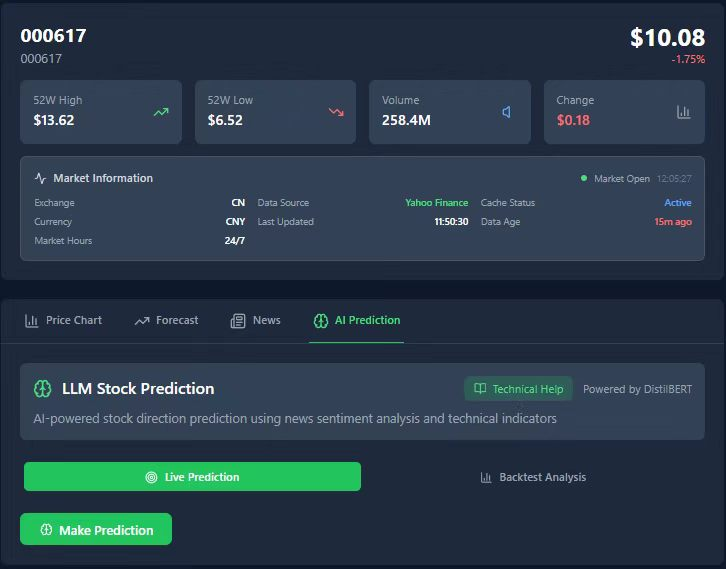 000617
$10.08
000617
-1.75%
52W High
$13.62
52W Low
$6.52
Volume
258.4M
Change
$0.18
Market Information
Market Open 12:05:27
Exchange CN Data Source Yahoo Finance Cache Status Active
Currency CNY Last Updated 11:50:30 Data Age 15m ago
Market Hours 24/7
Price Chart Forecast News AI Prediction
LLM Stock Prediction Technical Help Powered by DistilBERT
AI-powered stock direction prediction using news sentiment analysis and technical indicators
Live Prediction Backtest Analysis
Make Prediction